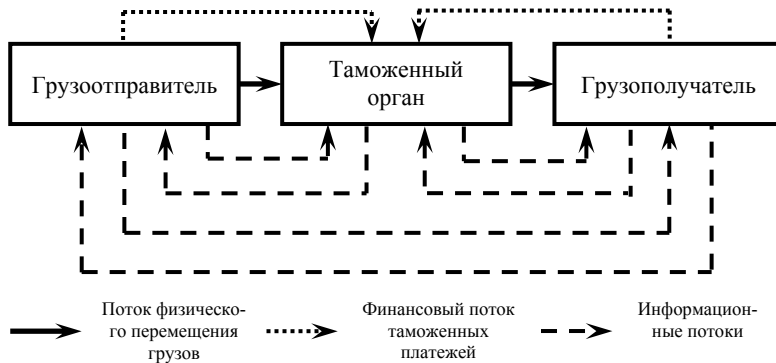 Грузоотправитель
Таможенный
орган
Грузополучатель
Поток физическо-
го перемещения
грузов
Финансовый поток
таможенных
платежей
Информацион-
ные потоки